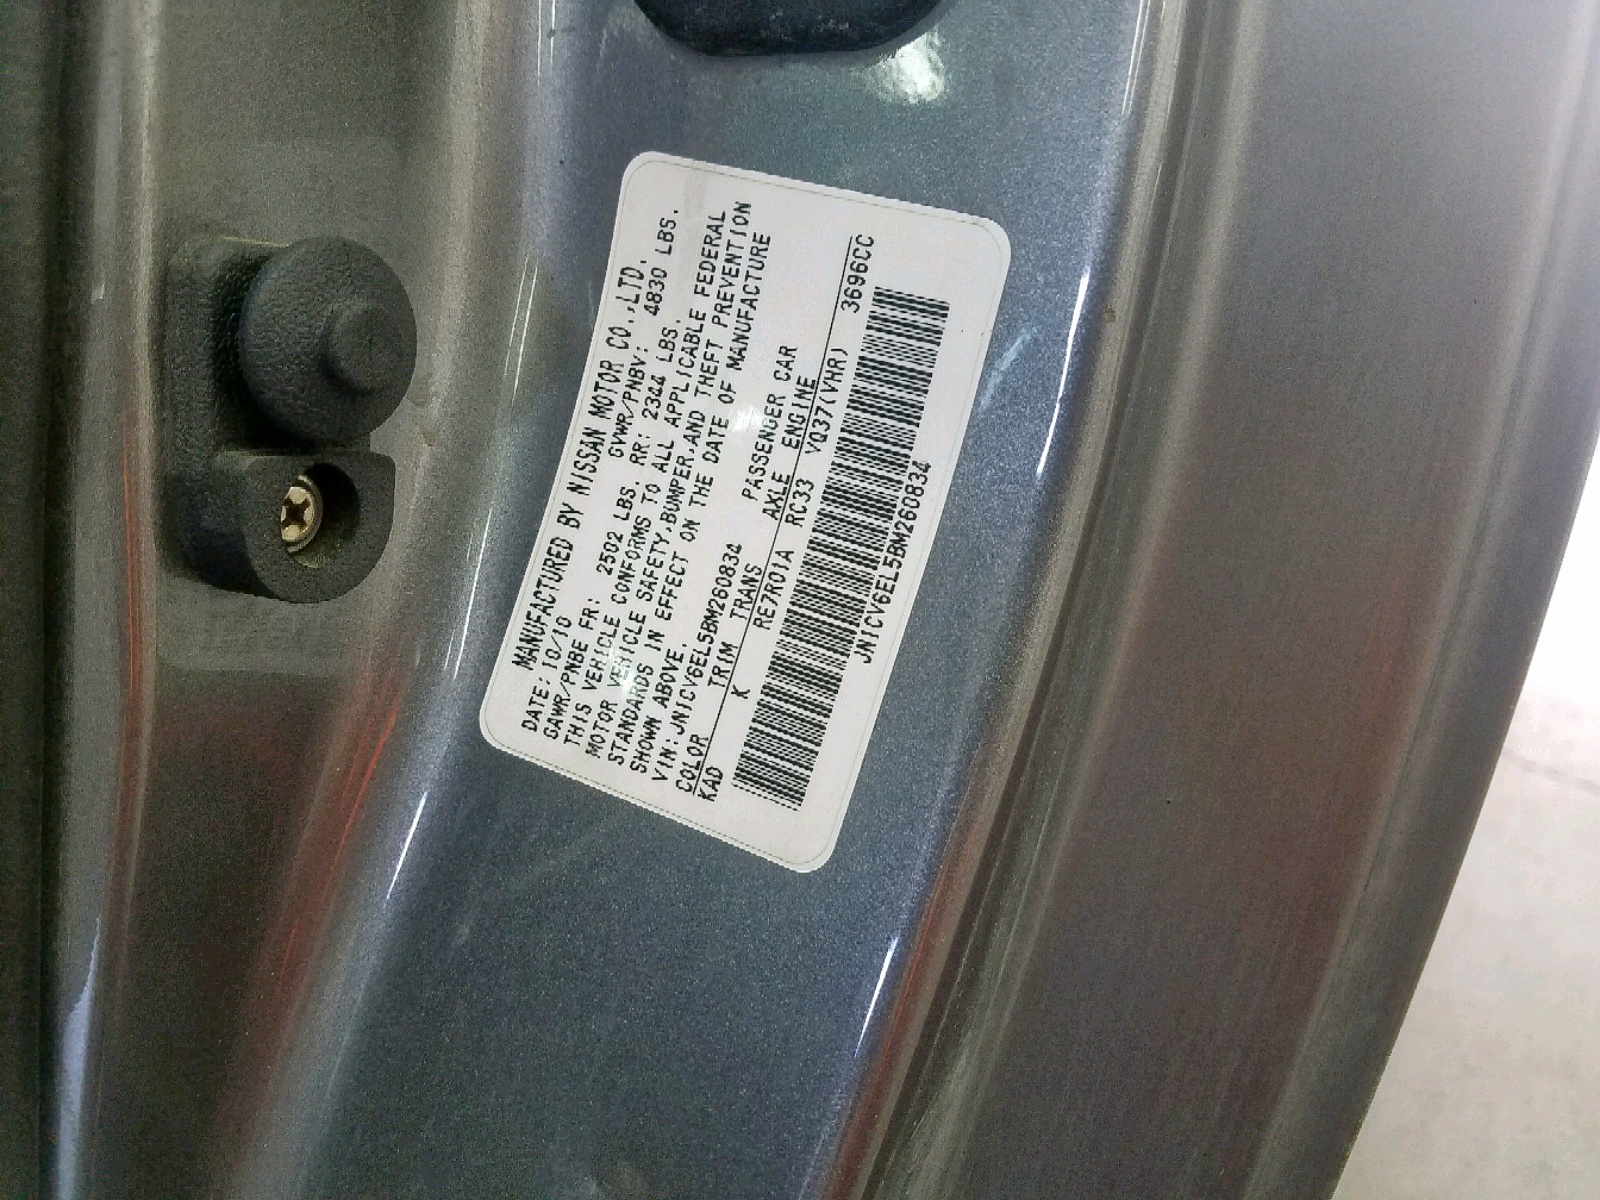 MANUFACTURED BY NISSAN MOTOR CO.,LTD.
DATE: 10/10 GVWR/PNBV: 4830 LBS.
GAWR/PNBE FR: 2502 LBS. RR: 2344 LBS.
THIS VEHICLE CONFORMS TO ALL APPLICABLE FEDERAL
MOTOR VEHICLE SAFETY,BUMPER,AND THEFT PREVENTION
STANDARDS IN EFFECT ON THE DATE OF MANUFACTURE
SHOWN ABOVE.
VIN:JN1CV6EL5BM260834 PASSENGER CAR
COLOR TRIM TRANS AXLE ENGINE
KAD K RE7R01A RC33 VQ37(VHR) 3696CC
JN1CV6EL5BM260834